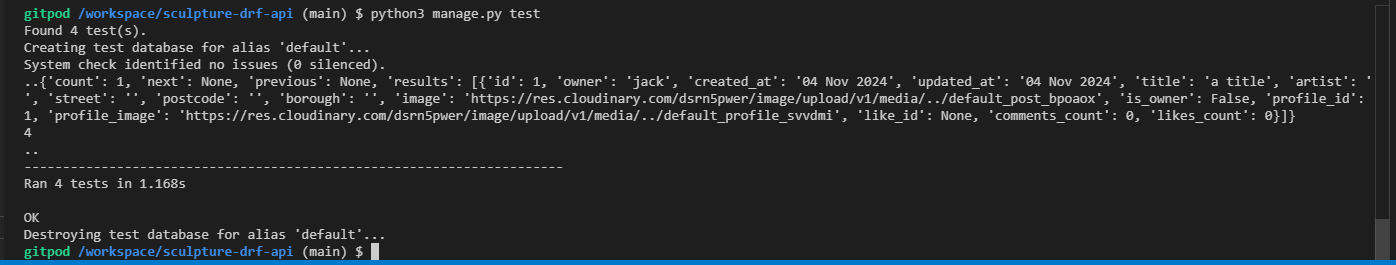 gitpod /workspace/sculpture-drf-api (main) $ python3 manage.py test
Found 4 test(s).
Creating test database for alias 'default'...
System check identified no issues (0 silenced).
..{'count': 1, 'next': None, 'previous': None, 'results': [{'id': 1, 'owner': 'jack', 'created_at': '04 Nov 2024', 'updated_at': '04 Nov 2024', 'title': 'a title', 'artist': '
', 'street': '', 'postcode': '', 'borough': '', 'image': 'https://res.cloudinary.com/dsrn5pwer/image/upload/v1/media/../default_post_bpoaox', 'is_owner': False, 'profile_id':
1, 'profile_image': 'https://res.cloudinary.com/dsrn5pwer/image/upload/v1/media/../default_profile_svvdmi', 'like_id': None, 'comments_count': 0, 'likes_count': 0}]}
4
..
----------------------------------------------------------------------
Ran 4 tests in 1.168s

OK
Destroying test database for alias 'default'...
gitpod /workspace/sculpture-drf-api (main) $